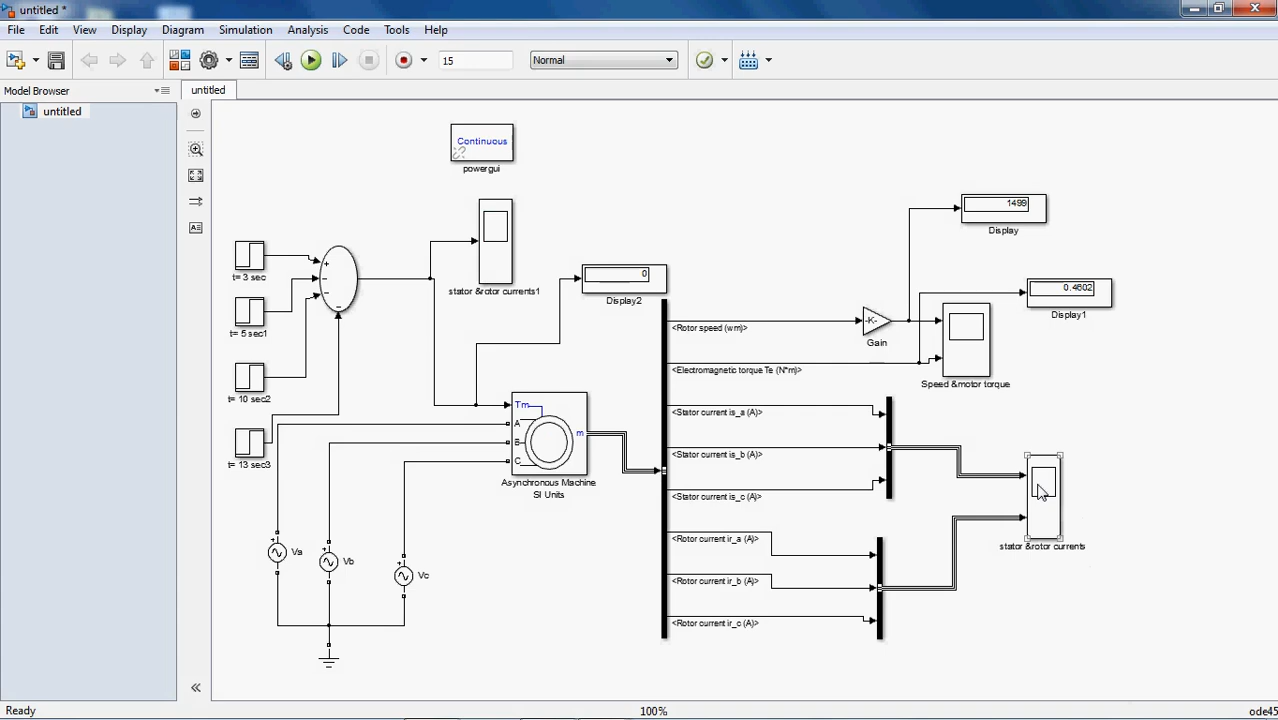 untitled *
File Edit View Display Diagram Simulation Analysis Code Tools Help
15
Normal
Model Browser
untitled
untitled
Continuous
powergui
1499
Display
t= 3 sec
+
−
−
−
stator &rotor currents1
0
Display2
0.4602
Display1
t= 5 sec1
<Rotor speed (wm)>
-K-
Gain
<Electromagnetic torque Te (N*m)>
Speed &motor torque
t= 10 sec2
Tm
A
B
C
m
<Stator current is_a (A)>
<Stator current is_b (A)>
<Stator current is_c (A)>
t= 13 sec3
Asynchronous Machine
SI Units
<Rotor current ir_a (A)>
<Rotor current ir_b (A)>
<Rotor current ir_c (A)>
stator &rotor currents
+
Va
+
Vb
+
Vc
Ready
100%
ode45